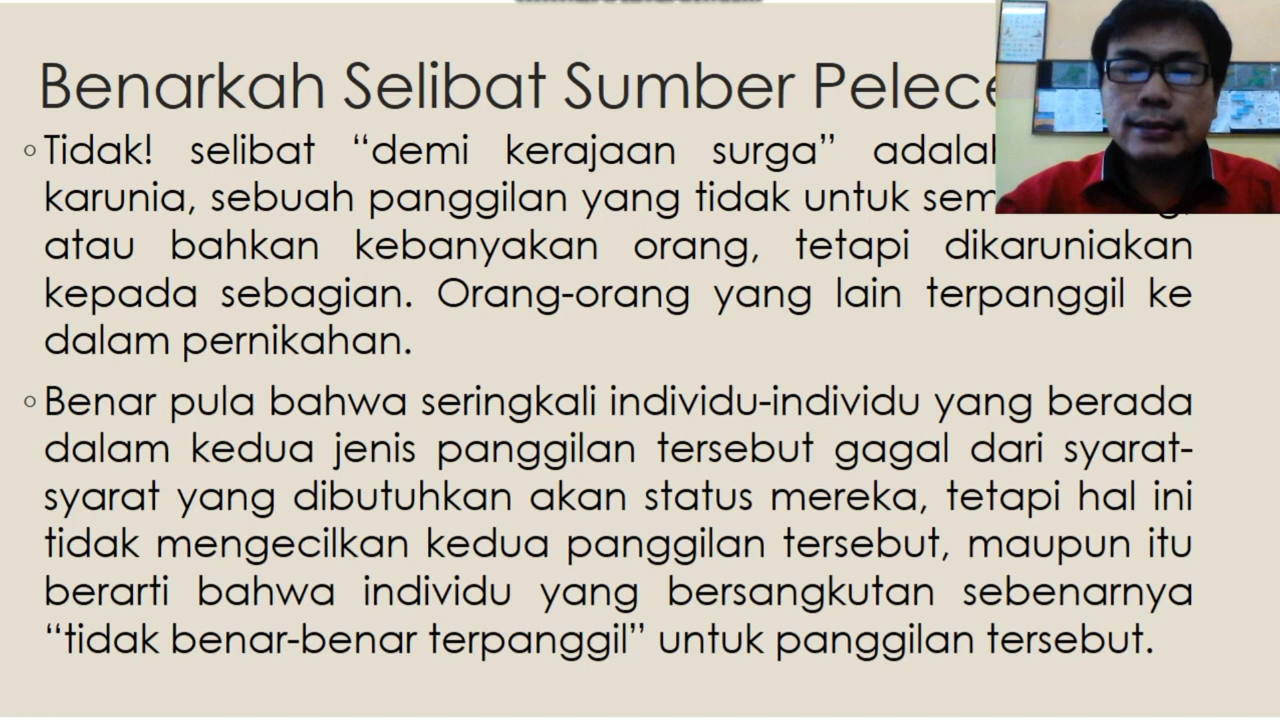 Benarkah Selibat Sumber
Tidak! selibat “demi kerajaan surga”
karunia, sebuah panggilan yang tidak untuk
atau bahkan kebanyakan orang, tetapi dikaruniakan
kepada sebagian. Orang-orang yang lain terpanggil ke
dalam pernikahan.
Benar pula bahwa seringkali individu-individu yang berada
dalam kedua jenis panggilan tersebut gagal dari syarat-
syarat yang dibutuhkan akan status mereka, tetapi hal ini
tidak mengecilkan kedua panggilan tersebut, maupun itu
berarti bahwa individu yang bersangkutan sebenarnya
“tidak benar-benar terpanggil” untuk panggilan tersebut.